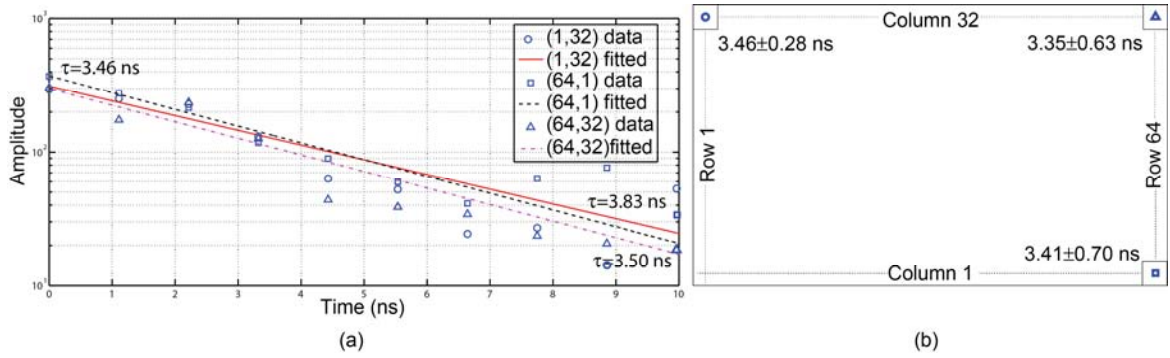 10³
10²
10¹
Amplitude
τ=3.46 ns
τ=3.83 ns
τ=3.50 ns
(1,32) data
(1,32) fitted
(64,1) data
(64,1) fitted
(64,32) data
(64,32)fitted
0 1 2 3 4 5 6 7 8 9 10
Time (ns)
(a)
Column 32
3.46±0.28 ns
3.35±0.63 ns
Row 1
Row 64
3.41±0.70 ns
Column 1
(b)